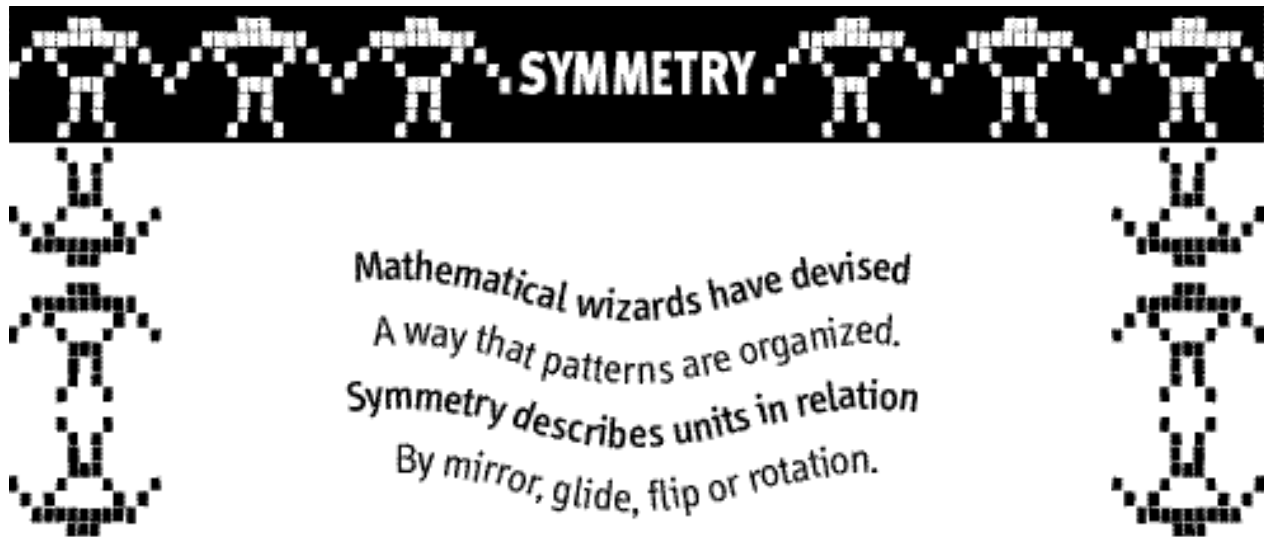 SYMMETRY
Mathematical wizards have devised
A way that patterns are organized.
Symmetry describes units in relation
By mirror, glide, flip or rotation.